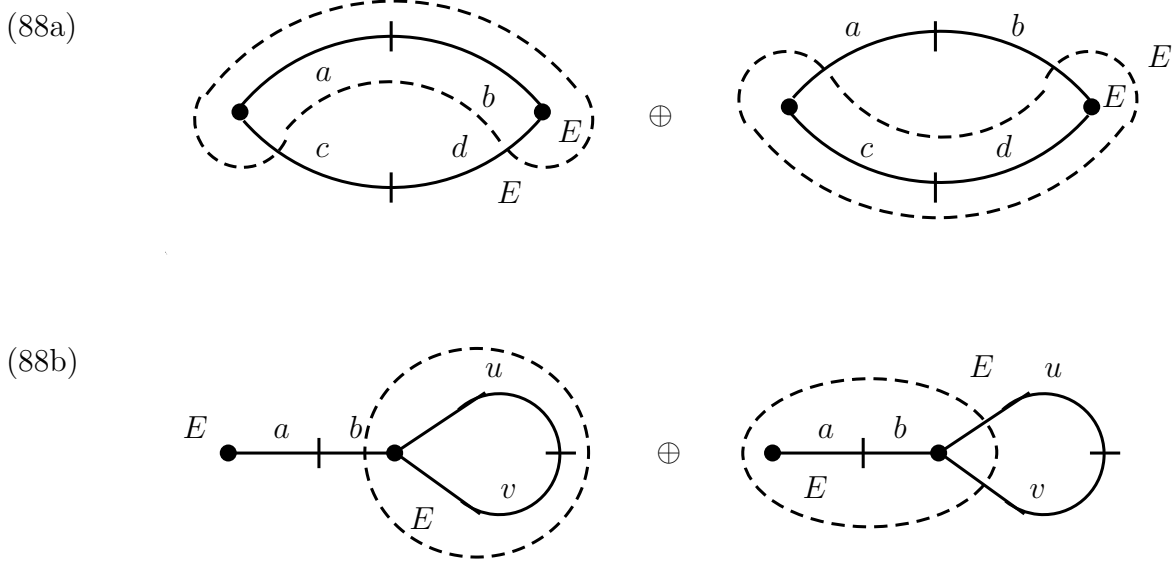 (88a)
a b c d E E ⊕ a b c d E E
(88b)
E a b u v E ⊕ a b E E u v